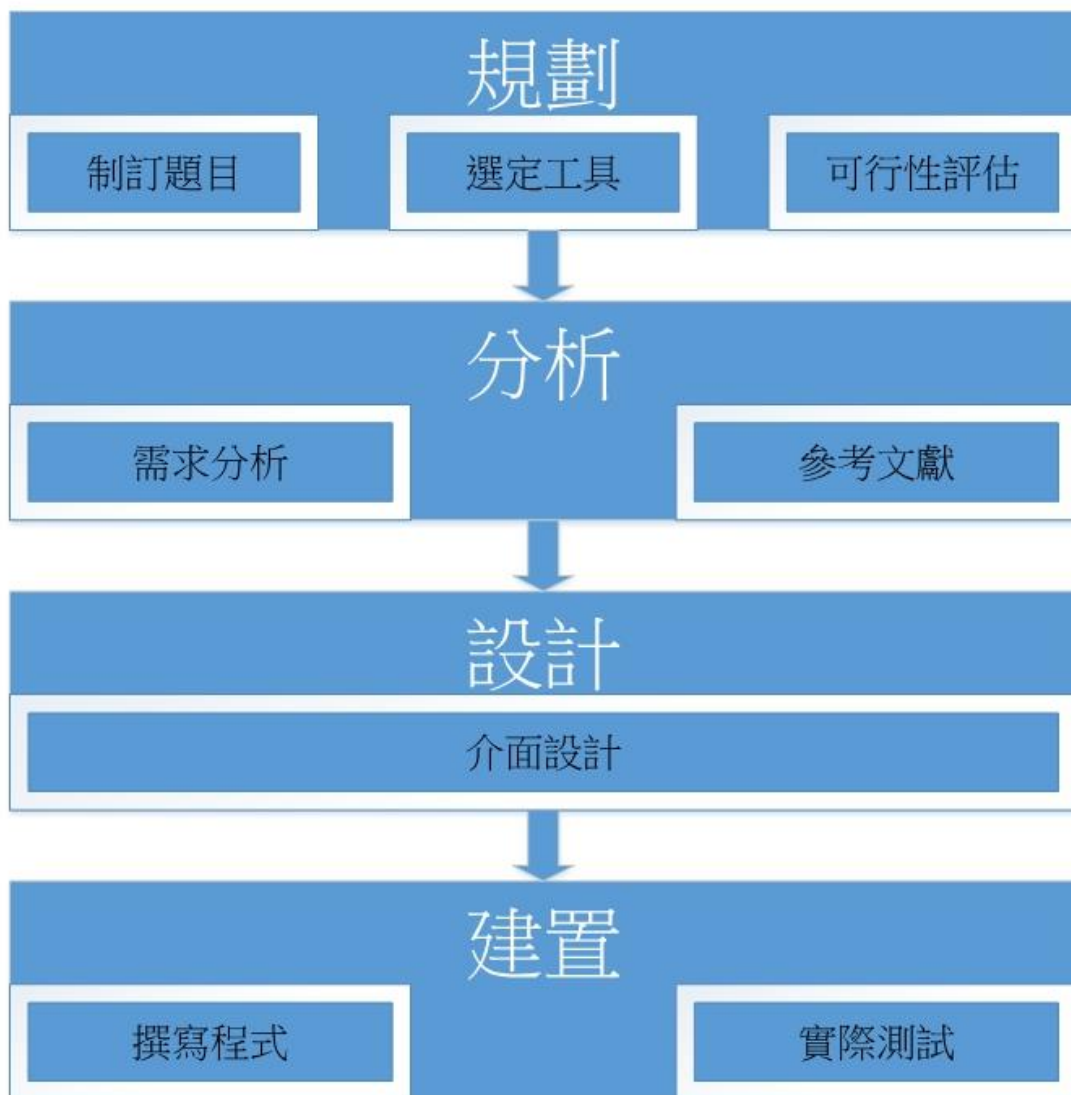 規劃
制訂題目 選定工具 可行性評估
分析
需求分析 參考文獻
設計
介面設計
建置
撰寫程式 實際測試